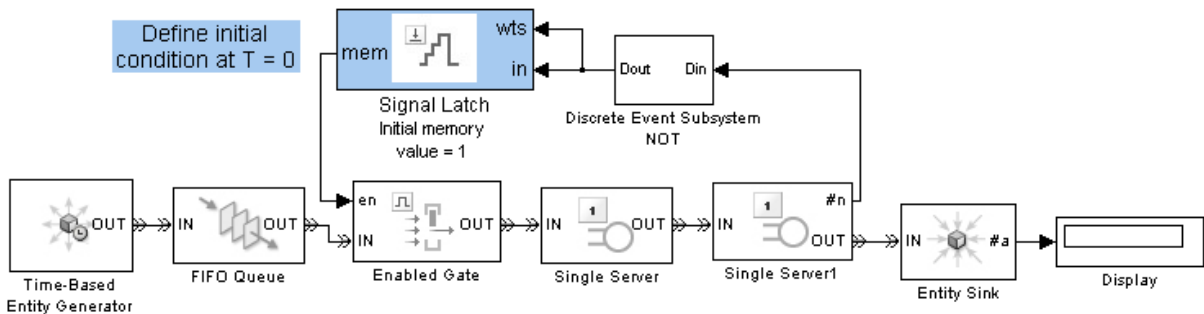 Define initial
condition at T = 0
mem
wts
in
Signal Latch
Initial memory
value = 1
Dout
Din
Discrete Event Subsystem
NOT
OUT
Time-Based
Entity Generator
IN
OUT
FIFO Queue
en
IN
OUT
Enabled Gate
1
IN
OUT
Single Server
1
#n
IN
OUT
Single Server1
IN
#a
Entity Sink
Display